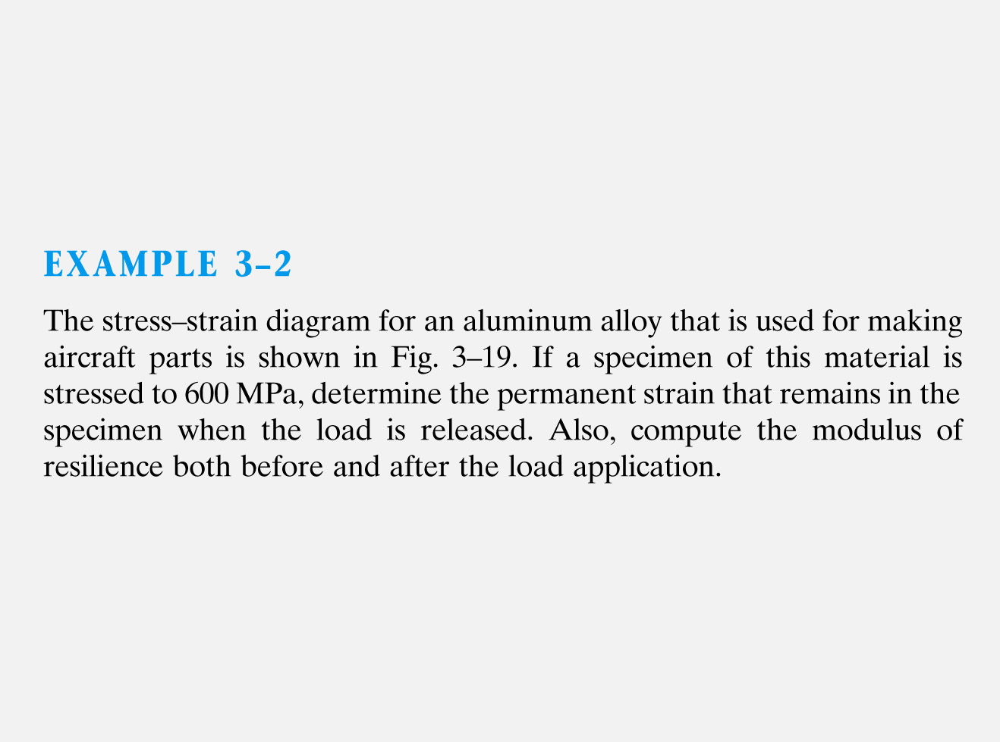 EXAMPLE 3–2
The stress–strain diagram for an aluminum alloy that is used for making
aircraft parts is shown in Fig. 3–19. If a specimen of this material is
stressed to 600 MPa, determine the permanent strain that remains in the
specimen when the load is released. Also, compute the modulus of
resilience both before and after the load application.